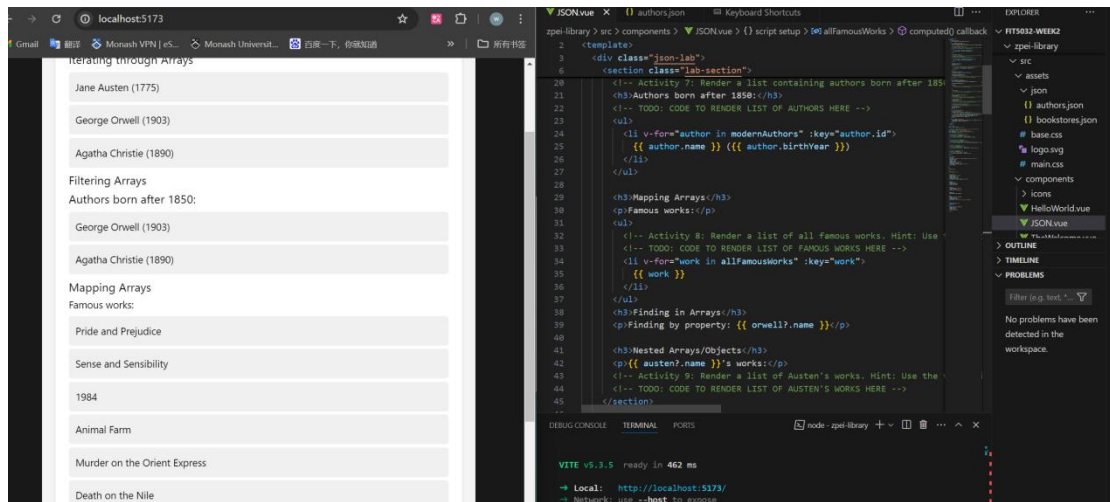 localhost:5173
Gmail
翻译
Monash VPN | eS...
Monash Universit...
百度一下，你就知道
»
所有书签
Iterating through Arrays
Jane Austen (1775)
George Orwell (1903)
Agatha Christie (1890)
Filtering Arrays
Authors born after 1850:
George Orwell (1903)
Agatha Christie (1890)
Mapping Arrays
Famous works:
Pride and Prejudice
Sense and Sensibility
1984
Animal Farm
Murder on the Orient Express
Death on the Nile
JSON.vue
{} authors.json
Keyboard Shortcuts
zpei-library > src > components > JSON.vue > {} script setup > allFamousWorks > computed() callback
2 <template>
3 <div class="json-lab">
6 <section class="lab-section">
20 <!-- Activity 7: Render a list containing authors born after 185
21 <h3>Authors born after 1850:</h3>
22 <!-- TODO: CODE TO RENDER LIST OF AUTHORS HERE -->
23 <ul>
24 <li v-for="author in modernAuthors" :key="author.id">
25 {{ author.name }} ({{ author.birthYear }})
26 </li>
27 </ul>
28
29 <h3>Mapping Arrays</h3>
30 <p>Famous works:</p>
31 <ul>
32 <!-- Activity 8: Render a list of all famous works. Hint: Use
33 <!-- TODO: CODE TO RENDER LIST OF FAMOUS WORKS HERE -->
34 <li v-for="work in allFamousWorks" :key="work">
35 {{ work }}
36 </li>
37 </ul>
38 <h3>Finding in Arrays</h3>
39 <p>Finding by property: {{ orwell?.name }}</p>
40
41 <h3>Nested Arrays/Objects</h3>
42 <p>{{ austen?.name }}'s works:</p>
43 <!-- Activity 9: Render a list of Austen's works. Hint: Use the
44 <!-- TODO: CODE TO RENDER LIST OF AUSTEN'S WORKS HERE -->
45 </section>
DEBUG CONSOLE TERMINAL PORTS
node - zpei-library
VITE v5.3.5 ready in 462 ms
➜ Local: http://localhost:5173/
➜ Network: use --host to expose
EXPLORER
FIT5032-WEEK2
zpei-library
src
assets
json
{} authors.json
{} bookstores.json
# base.css
logo.svg
# main.css
components
icons
HelloWorld.vue
JSON.vue
OUTLINE
TIMELINE
PROBLEMS
Filter (e.g. text, *...
No problems have been
detected in the
workspace.